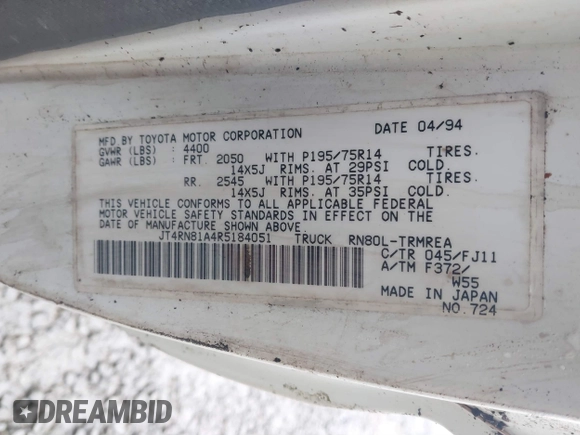 MFD BY TOYOTA MOTOR CORPORATION DATE 04/94
GVWR (LBS) : 4400
GAWR (LBS) : FRT. 2050 WITH P195/75R14 TIRES.
14X5J RIMS. AT 29PSI COLD.
RR. 2545 WITH P195/75R14 TIRES.
14X5J RIMS. AT 35PSI COLD.
THIS VEHICLE CONFORMS TO ALL APPLICABLE FEDERAL
MOTOR VEHICLE SAFETY STANDARDS IN EFFECT ON THE
DATE OF MANUFACTURE SHOWN ABOVE.
JT4RN81A4R5184051 TRUCK RN80L-TRMREA
C/TR 045/FJ11
A/TM F372/
W55
MADE IN JAPAN
NO.724
DREAMBID